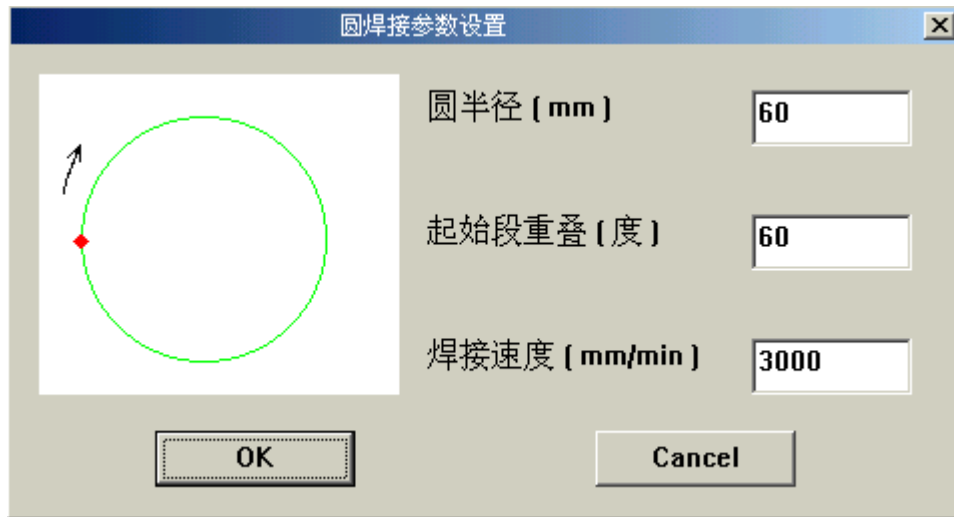 圆焊接参数设置
圆半径 ( mm ) 60
起始段重叠 ( 度 ) 60
焊接速度 ( mm/min ) 3000
OK Cancel